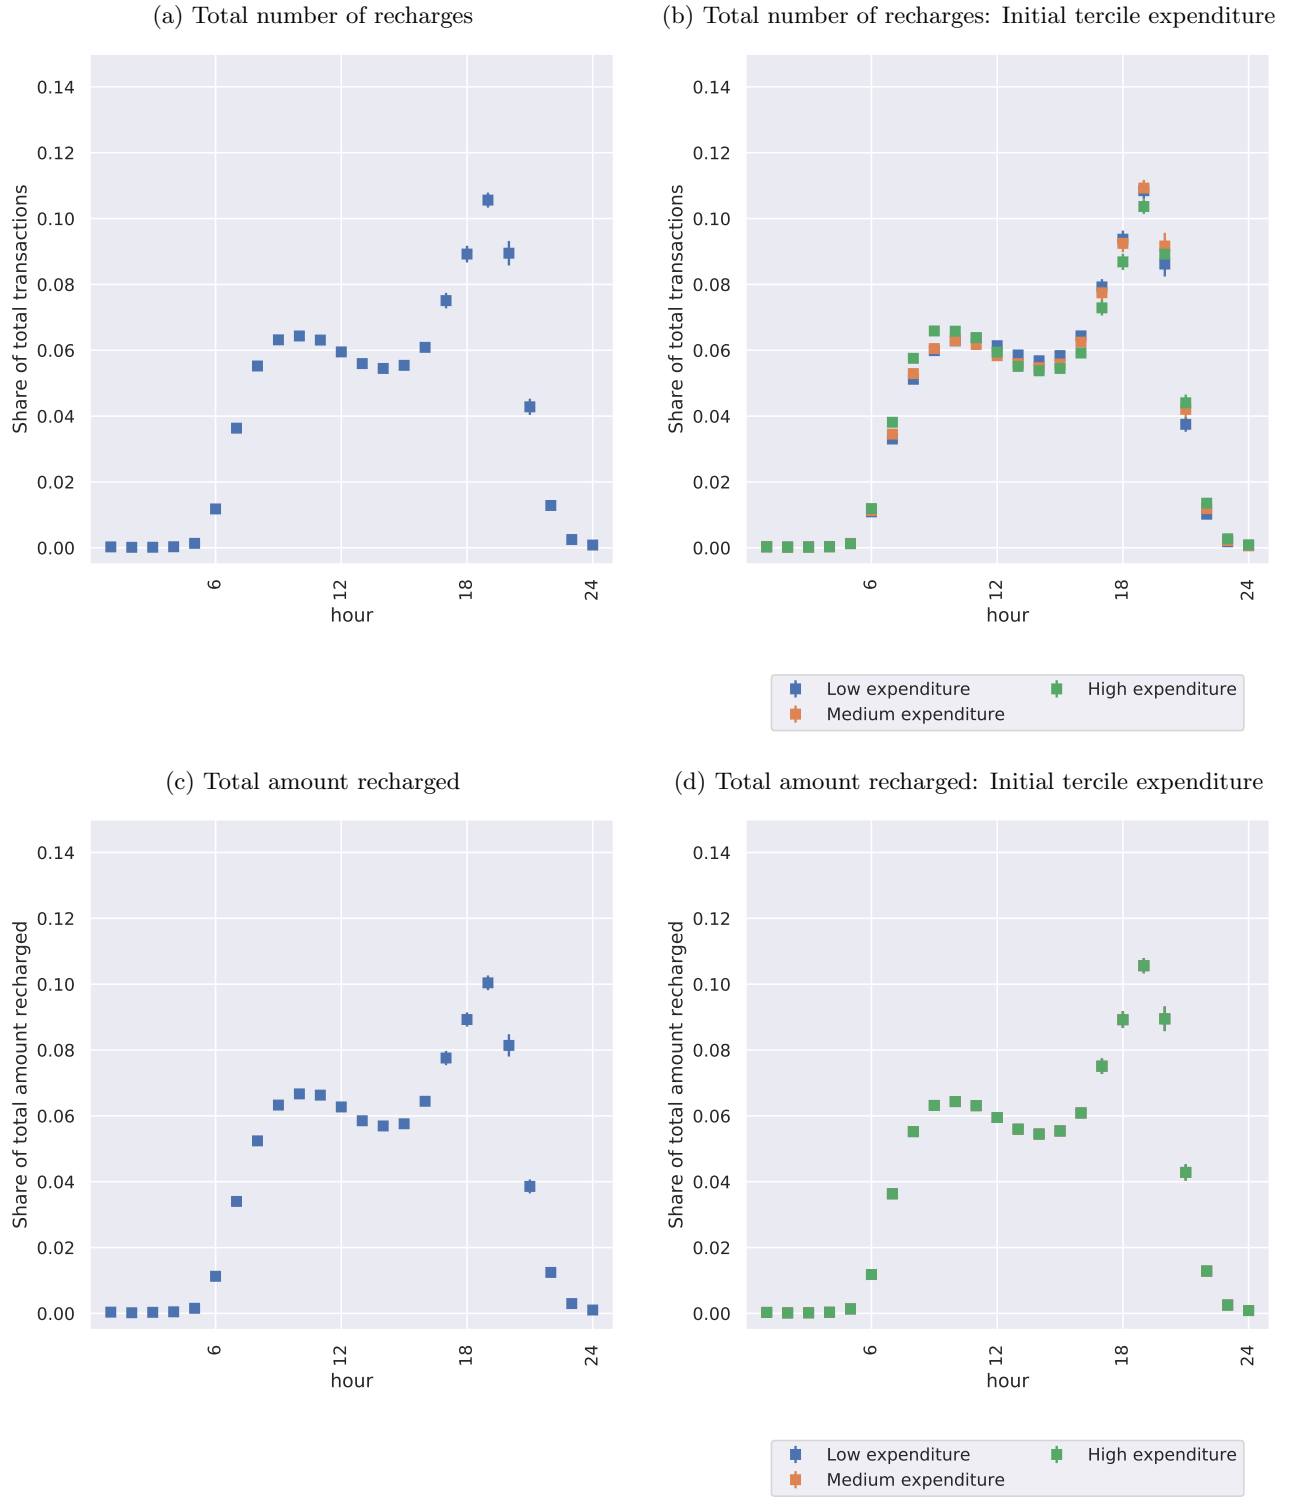 (a) Total number of recharges
0.14
0.12
0.10
0.08
0.06
0.04
0.02
0.00
Share of total transactions
6
12
18
24
hour
(b) Total number of recharges: Initial tercile expenditure
0.14
0.12
0.10
0.08
0.06
0.04
0.02
0.00
Share of total transactions
6
12
18
24
hour
Low expenditure
Medium expenditure
High expenditure
(c) Total amount recharged
0.14
0.12
0.10
0.08
0.06
0.04
0.02
0.00
Share of total amount recharged
6
12
18
24
hour
(d) Total amount recharged: Initial tercile expenditure
0.14
0.12
0.10
0.08
0.06
0.04
0.02
0.00
Share of total amount recharged
6
12
18
24
hour
Low expenditure
Medium expenditure
High expenditure